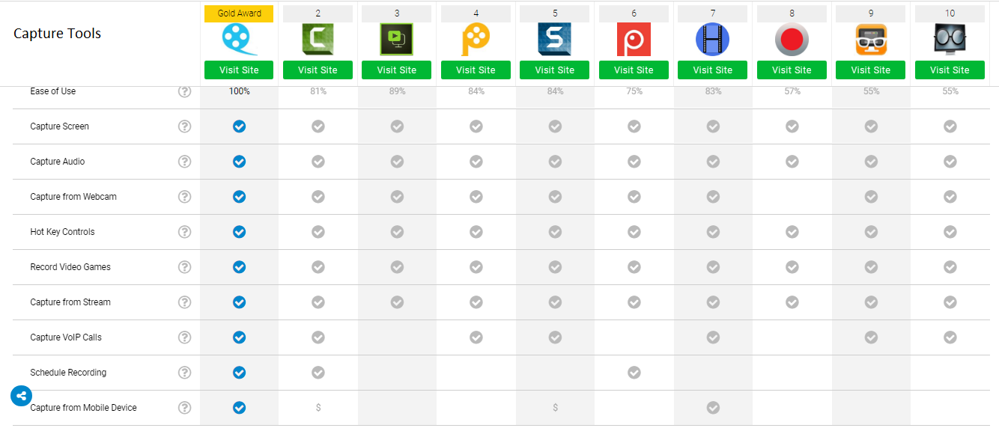 Gold Award 2 3 4 5 6 7 8 9 10
Capture Tools
Visit Site Visit Site Visit Site Visit Site Visit Site Visit Site Visit Site Visit Site Visit Site Visit Site
Ease of Use ? 100% 81% 89% 84% 84% 75% 83% 57% 55% 55%
Capture Screen ?
Capture Audio ?
Capture from Webcam ?
Hot Key Controls ?
Record Video Games ?
Capture from Stream ?
Capture VoIP Calls ?
Schedule Recording ?
Capture from Mobile Device ? $ $